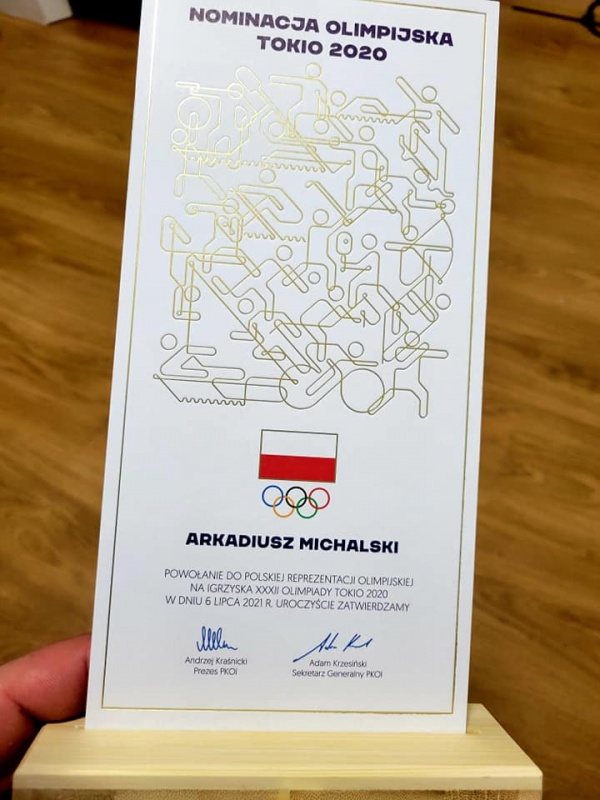 NOMINACJA OLIMPIJSKA
TOKIO 2020
ARKADIUSZ MICHALSKI
POWOŁANIE DO POLSKIEJ REPREZENTACJI OLIMPIJSKIEJ
NA IGRZYSKA XXXII OLIMPIADY TOKIO 2020
W DNIU 6 LIPCA 2021 R. UROCZYŚCIE ZATWIERDZAMY
Andrzej Kraśnicki
Prezes PKOl
Adam Krzesiński
Sekretarz Generalny PKOl